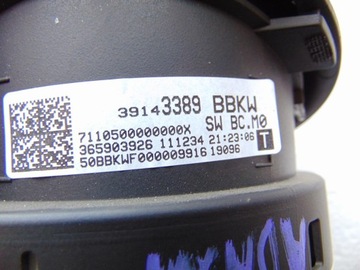 39143389 BBKW
7110500000000X SW BC.M0
365903926 111234 21:23:06
50BBKWF000009916 19096 T